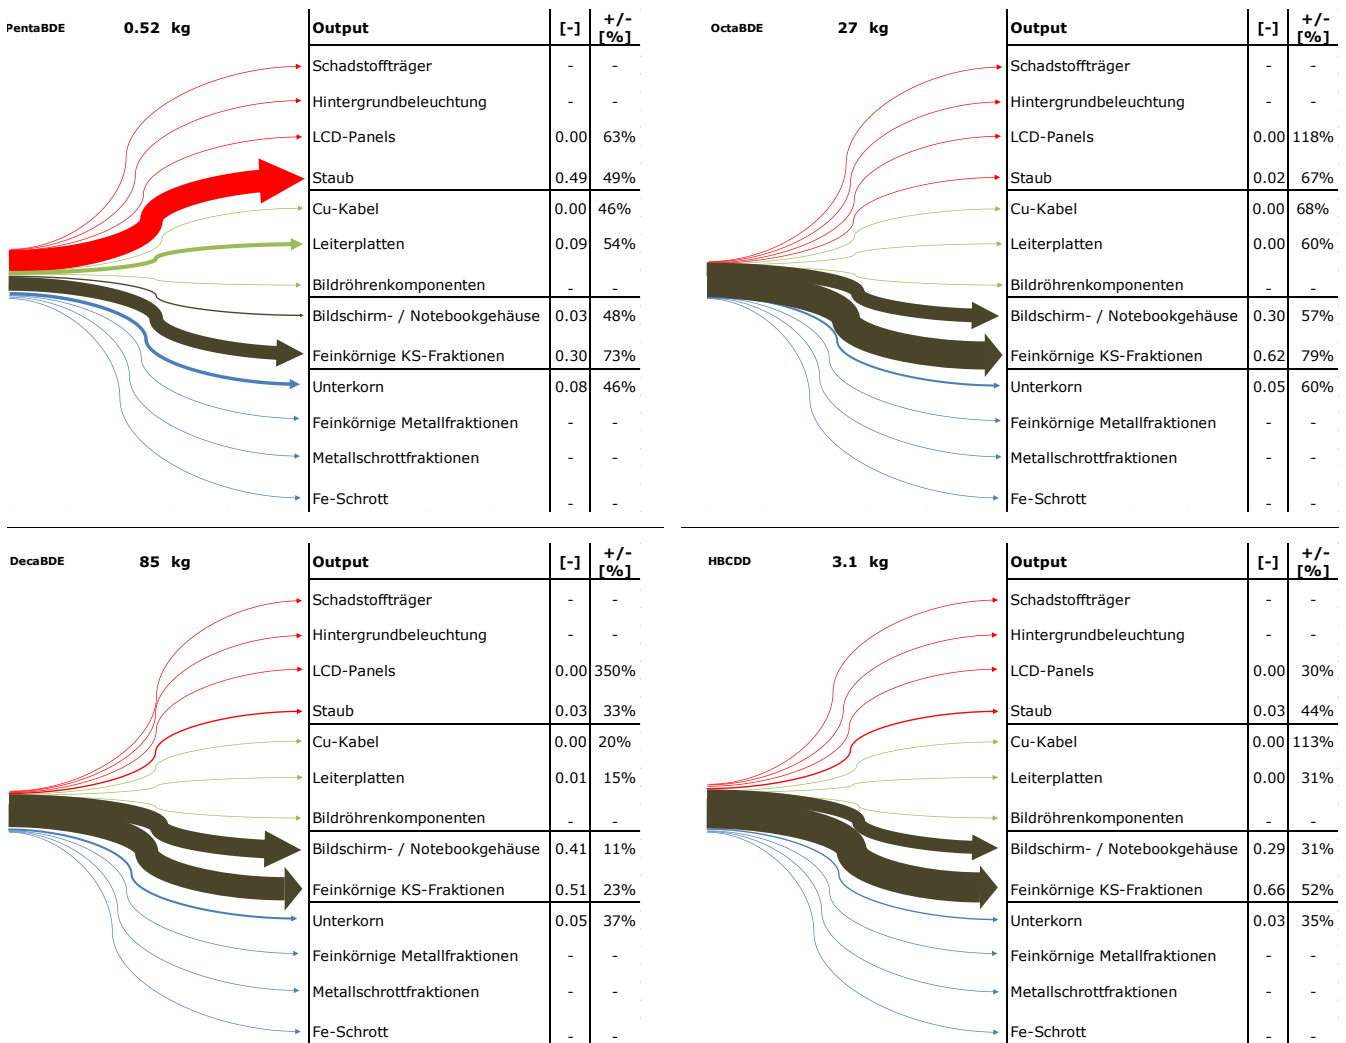 PentaBDE 0.52 kg Output [-] +/- [%]
Schadstoffträger - -
Hintergrundbeleuchtung - -
LCD-Panels 0.00 63%
Staub 0.49 49%
Cu-Kabel 0.00 46%
Leiterplatten 0.09 54%
Bildröhrenkomponenten - -
Bildschirm- / Notebookgehäuse 0.03 48%
Feinkörnige KS-Fraktionen 0.30 73%
Unterkorn 0.08 46%
Feinkörnige Metallfraktionen - -
Metallschrottfraktionen - -
Fe-Schrott - -
OctaBDE 27 kg Output [-] +/- [%]
Schadstoffträger - -
Hintergrundbeleuchtung - -
LCD-Panels 0.00 118%
Staub 0.02 67%
Cu-Kabel 0.00 68%
Leiterplatten 0.00 60%
Bildröhrenkomponenten - -
Bildschirm- / Notebookgehäuse 0.30 57%
Feinkörnige KS-Fraktionen 0.62 79%
Unterkorn 0.05 60%
Feinkörnige Metallfraktionen - -
Metallschrottfraktionen - -
Fe-Schrott - -
DecaBDE 85 kg Output [-] +/- [%]
Schadstoffträger - -
Hintergrundbeleuchtung - -
LCD-Panels 0.00 350%
Staub 0.03 33%
Cu-Kabel 0.00 20%
Leiterplatten 0.01 15%
Bildröhrenkomponenten - -
Bildschirm- / Notebookgehäuse 0.41 11%
Feinkörnige KS-Fraktionen 0.51 23%
Unterkorn 0.05 37%
Feinkörnige Metallfraktionen - -
Metallschrottfraktionen - -
Fe-Schrott - -
HBCDD 3.1 kg Output [-] +/- [%]
Schadstoffträger - -
Hintergrundbeleuchtung - -
LCD-Panels 0.00 30%
Staub 0.03 44%
Cu-Kabel 0.00 113%
Leiterplatten 0.00 31%
Bildröhrenkomponenten - -
Bildschirm- / Notebookgehäuse 0.29 31%
Feinkörnige KS-Fraktionen 0.66 52%
Unterkorn 0.03 35%
Feinkörnige Metallfraktionen - -
Metallschrottfraktionen - -
Fe-Schrott - -